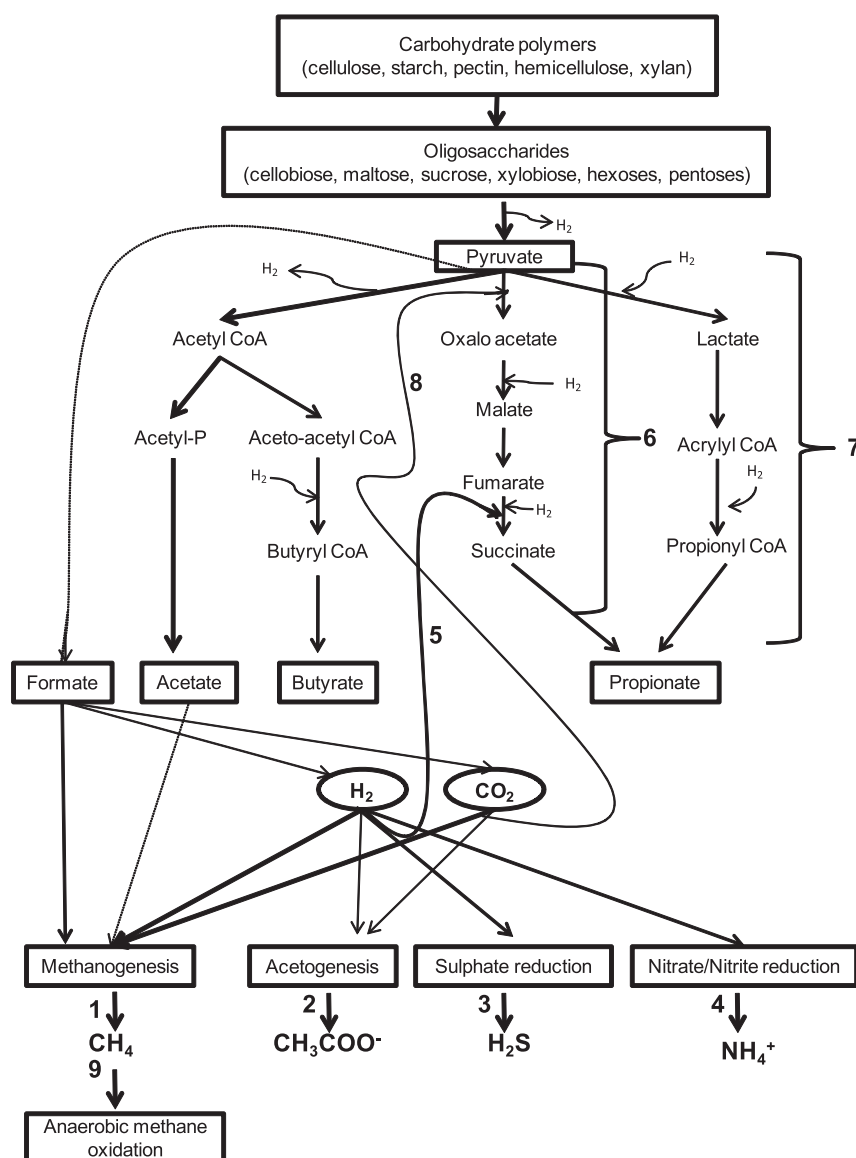 Carbohydrate polymers
(cellulose, starch, pectin, hemicellulose, xylan)
Oligosaccharides
(cellobiose, maltose, sucrose, xylobiose, hexoses, pentoses)
H₂
Pyruvate
H₂
H₂
Acetyl CoA
Oxalo acetate
Lactate
8
H₂
Malate
Acetyl-P
Aceto-acetyl CoA
6
Acrylyl CoA
7
H₂
H₂
Fumarate
H₂
Butyryl CoA
Succinate
Propionyl CoA
5
Formate
Acetate
Butyrate
Propionate
H₂
CO₂
Methanogenesis
Acetogenesis
Sulphate reduction
Nitrate/Nitrite reduction
1
2
3
4
CH₄
CH₃COO⁻
H₂S
NH₄⁺
9
Anaerobic methane
oxidation